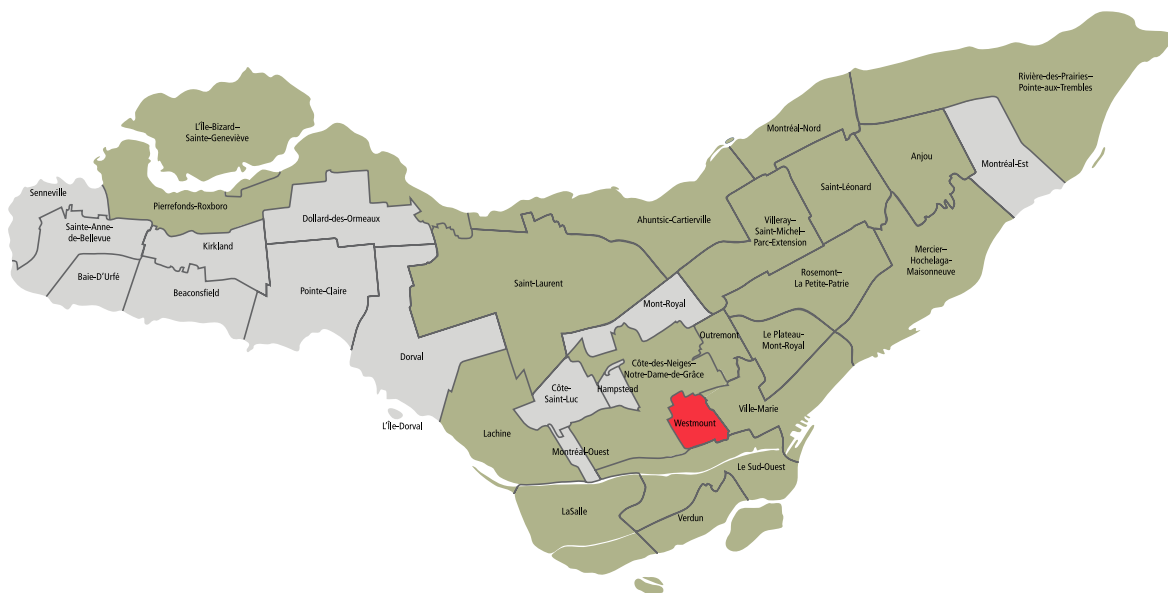 Rivière-des-Prairies–
Pointe-aux-Trembles
L'Île-Bizard–
Sainte-Geneviève
Montréal-Nord
Anjou
Montréal-Est
Saint-Léonard
Senneville
Pierrefonds-Roxboro
Dollard-des-Ormeaux
Ahuntsic-Cartierville
Villeray–
Saint-Michel–
Parc-Extension
Sainte-Anne-
de-Bellevue
Kirkland
Mercier–
Hochelaga-
Maisonneuve
Baie-D'Urfé
Beaconsfield
Pointe-Claire
Saint-Laurent
Rosemont–
La Petite-Patrie
Mont-Royal
Outremont
Le Plateau-
Mont-Royal
Dorval
Côte-des-Neiges–
Notre-Dame-de-Grâce
Côte-
Saint-Luc
Hampstead
Ville-Marie
L'Île-Dorval
Lachine
Westmount
Montréal-Ouest
Le Sud-Ouest
LaSalle
Verdun